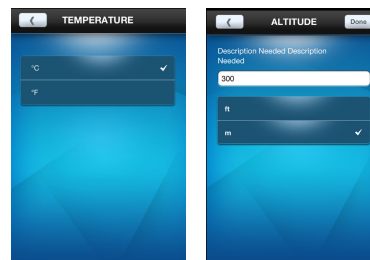 TEMPERATURE
°C
°F
ALTITUDE
Done
Description Needed Description
Needed
300
ft
m